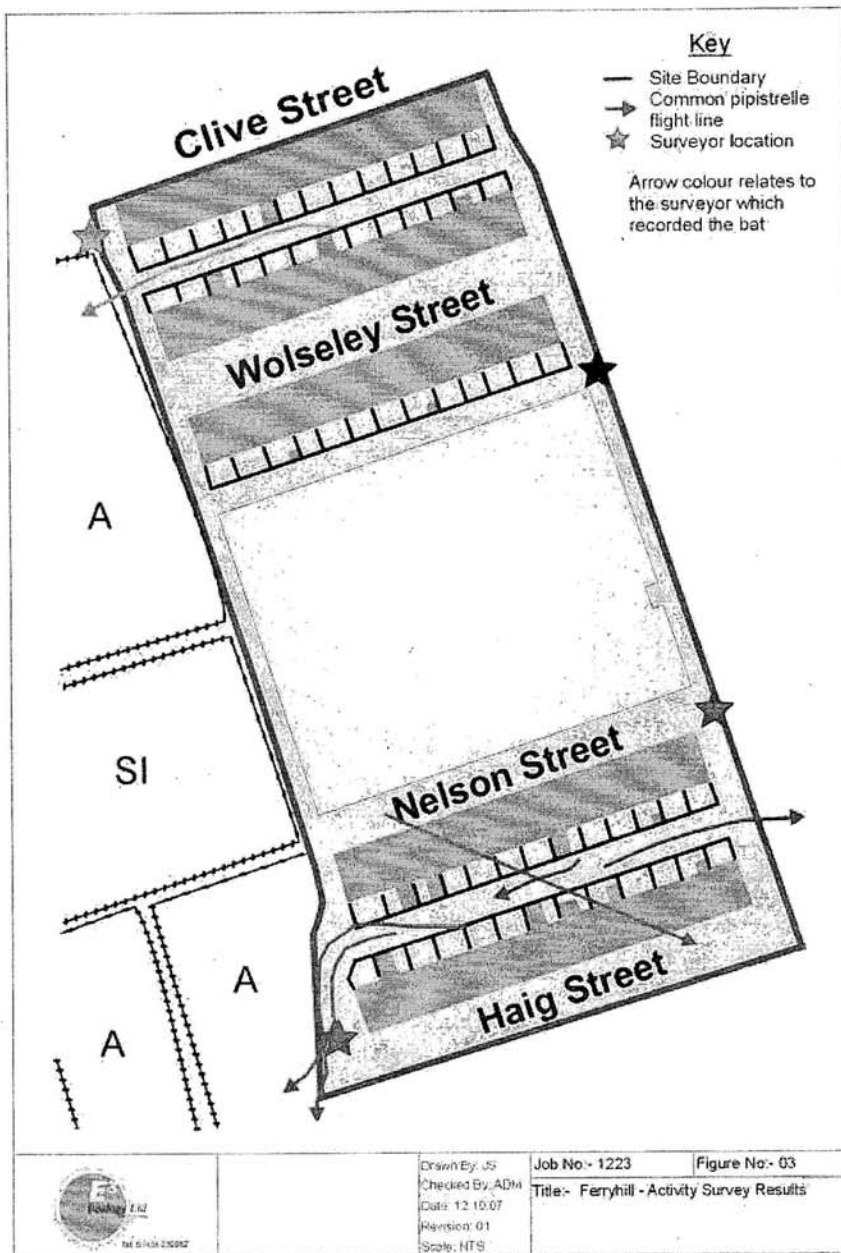 Key
Site Boundary
Common pipistrelle
flight line
Surveyor location
Arrow colour relates to
the surveyor which
recorded the bat
Clive Street
Wolseley Street
A
SI
Nelson Street
A
A
Haig Street
Ecology Ltd
Drawn By: JS
Checked By: ADM
Date: 12.10.07
Revision: 01
Scale: NTS
Job No:- 1223
Figure No:- 03
Title:- Ferryhill - Activity Survey Results